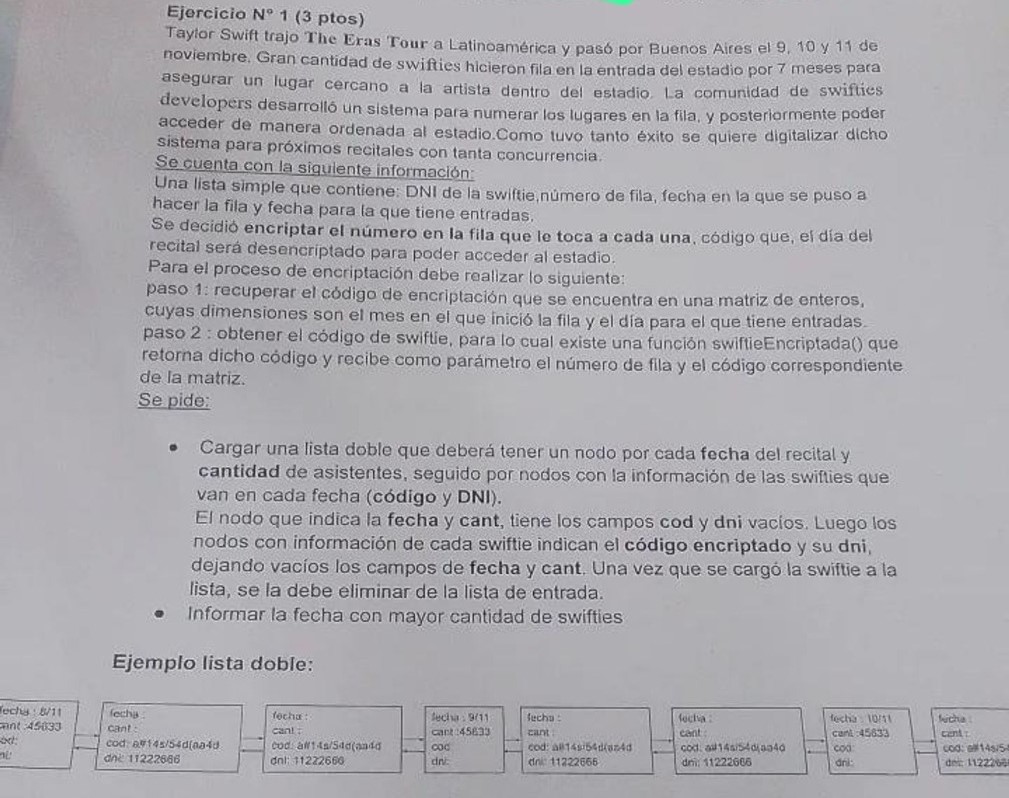 Ejercicio N° 1 (3 ptos)
Taylor Swift trajo The Eras Tour a Latinoamérica y pasó por Buenos Aires el 9, 10 y 11 de
noviembre. Gran cantidad de swifties hicieron fila en la entrada del estadio por 7 meses para
asegurar un lugar cercano a la artista dentro del estadio. La comunidad de swifties
developers desarrolló un sistema para numerar los lugares en la fila, y posteriormente poder
acceder de manera ordenada al estadio.Como tuvo tanto éxito se quiere digitalizar dicho
sistema para próximos recitales con tanta concurrencia.
Se cuenta con la siguiente información:
Una lista simple que contiene: DNI de la swiftie,número de fila, fecha en la que se puso a
hacer la fila y fecha para la que tiene entradas.
Se decidió encriptar el número en la fila que le toca a cada una, código que, el día del
recital será desencriptado para poder acceder al estadio.
Para el proceso de encriptación debe realizar lo siguiente:
paso 1: recuperar el código de encriptación que se encuentra en una matriz de enteros,
cuyas dimensiones son el mes en el que inició la fila y el día para el que tiene entradas.
paso 2 : obtener el código de swiftie, para lo cual existe una función swiftieEncriptada() que
retorna dicho código y recibe como parámetro el número de fila y el código correspondiente
de la matriz.
Se pide:
• Cargar una lista doble que deberá tener un nodo por cada fecha del recital y
cantidad de asistentes, seguido por nodos con la información de las swifties que
van en cada fecha (código y DNI).
El nodo que indica la fecha y cant, tiene los campos cod y dni vacíos. Luego los
nodos con información de cada swiftie indican el código encriptado y su dni,
dejando vacíos los campos de fecha y cant. Una vez que se cargó la swiftie a la
lista, se la debe eliminar de la lista de entrada.
• Informar la fecha con mayor cantidad de swifties
Ejemplo lista doble:
fecha : 8/11
cant :45633
cod:
fecha :
cant :
cod: a#14s/54d(aa4d
dni: 11222666
fecha :
cant :
cod: a#14s/54d(aa4d
dni: 11222666
fecha : 9/11
cant :45633
cod:
dni:
fecha :
cant :
cod: a#14s/54d(aa4d
dni: 11222666
fecha :
cant :
cod: a#14s/54d(aa4d
dni: 11222666
fecha : 10/11
cant :45633
cod:
dni:
fecha :
cant :
cod: a#14s/54
dni: 1122266